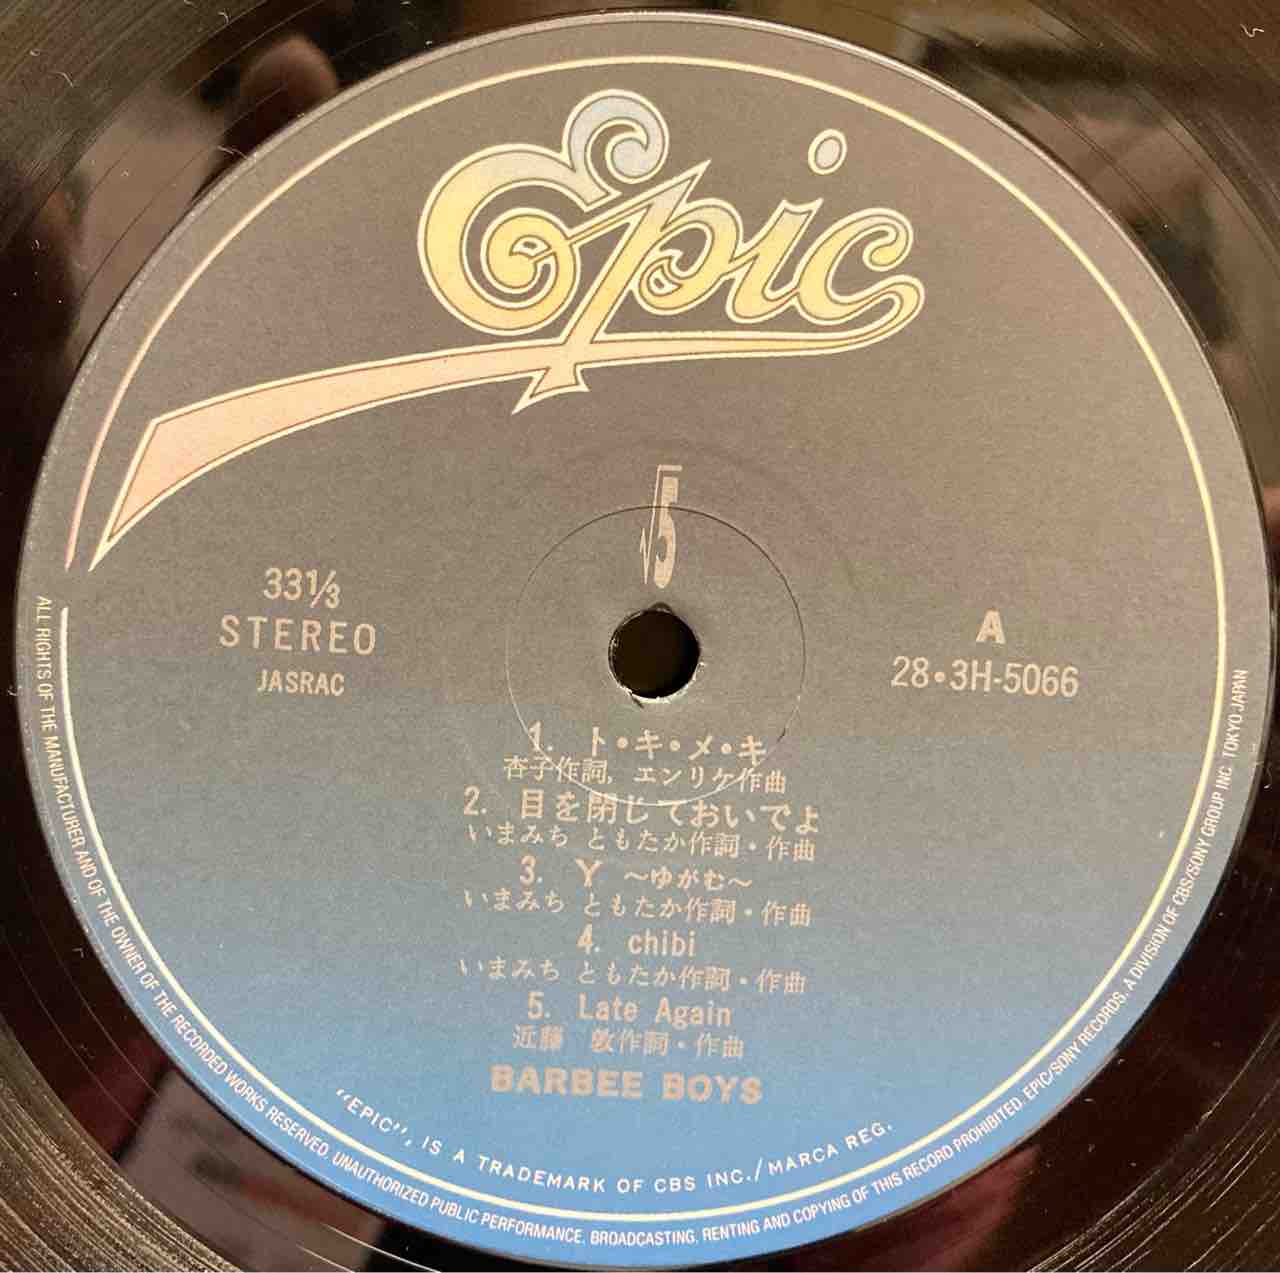 Epic
√5
33⅓
STEREO
JASRAC
A
28•3H-5066
1. ト・キ・メ・キ
杏子作詞, エンリケ作曲
2. 目を閉じておいでよ
いまみち ともたか作詞・作曲
3. Y 〜ゆがむ〜
いまみち ともたか作詞・作曲
4. chibi
いまみち ともたか作詞・作曲
5. Late Again
近藤 敦作詞・作曲
BARBEE BOYS
"EPIC", IS A TRADEMARK OF CBS INC./MARCA REG.
ALL RIGHTS OF THE MANUFACTURER AND OF THE OWNER OF THE RECORDED WORKS RESERVED. UNAUTHORIZED PUBLIC PERFORMANCE. BROADCASTING. RENTING AND COPYING OF THIS RECORD PROHIBITED. EPIC/SONY RECORDS. A DIVISION OF CBS/SONY GROUP INC. TOKYO JAPAN